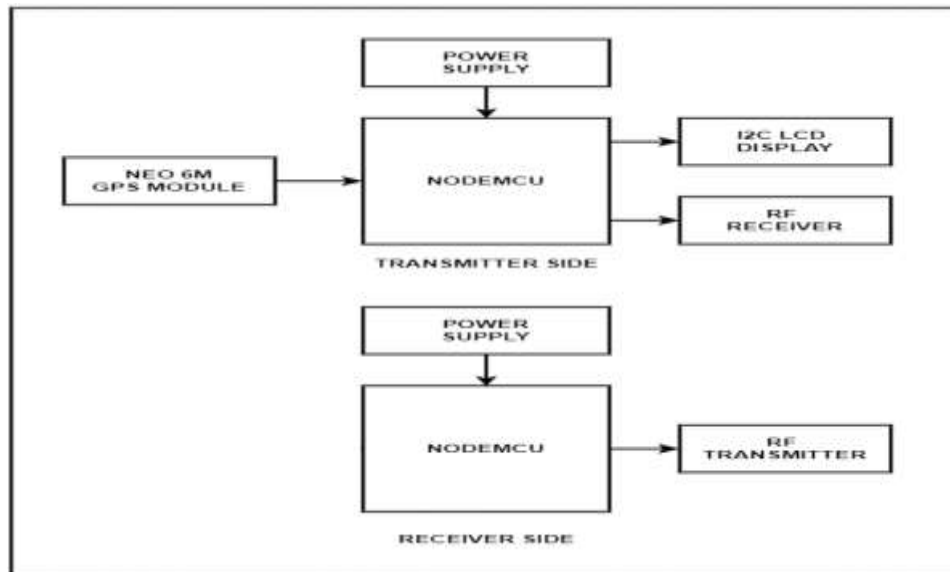 POWER
SUPPLY
NEO 6M
GPS MODULE
NODEMCU
I2C LCD
DISPLAY
RF
RECEIVER
TRANSMITTER SIDE
POWER
SUPPLY
NODEMCU
RF
TRANSMITTER
RECEIVER SIDE